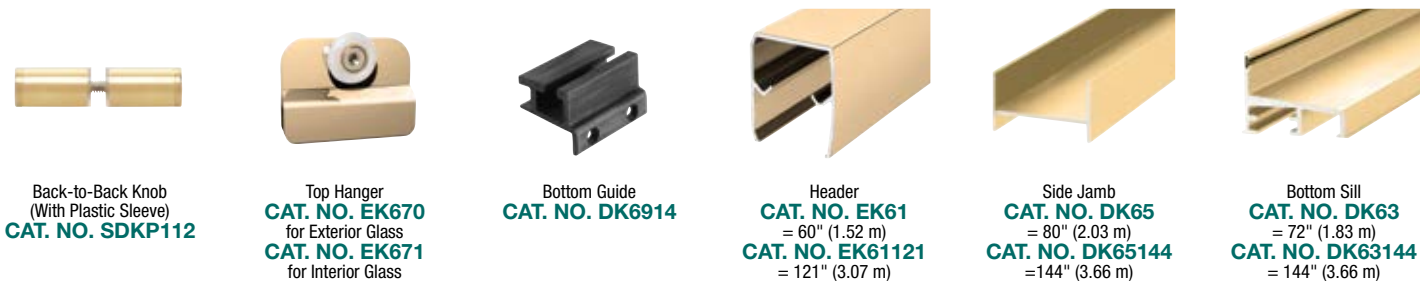 Back-to-Back Knob
(With Plastic Sleeve)
CAT. NO. SDKP112
Top Hanger
CAT. NO. EK670
for Exterior Glass
CAT. NO. EK671
for Interior Glass
Bottom Guide
CAT. NO. DK6914
Header
CAT. NO. EK61
= 60" (1.52 m)
CAT. NO. EK61121
= 121" (3.07 m)
Side Jamb
CAT. NO. DK65
= 80" (2.03 m)
CAT. NO. DK65144
=144" (3.66 m)
Bottom Sill
CAT. NO. DK63
= 72" (1.83 m)
CAT. NO. DK63144
= 144" (3.66 m)